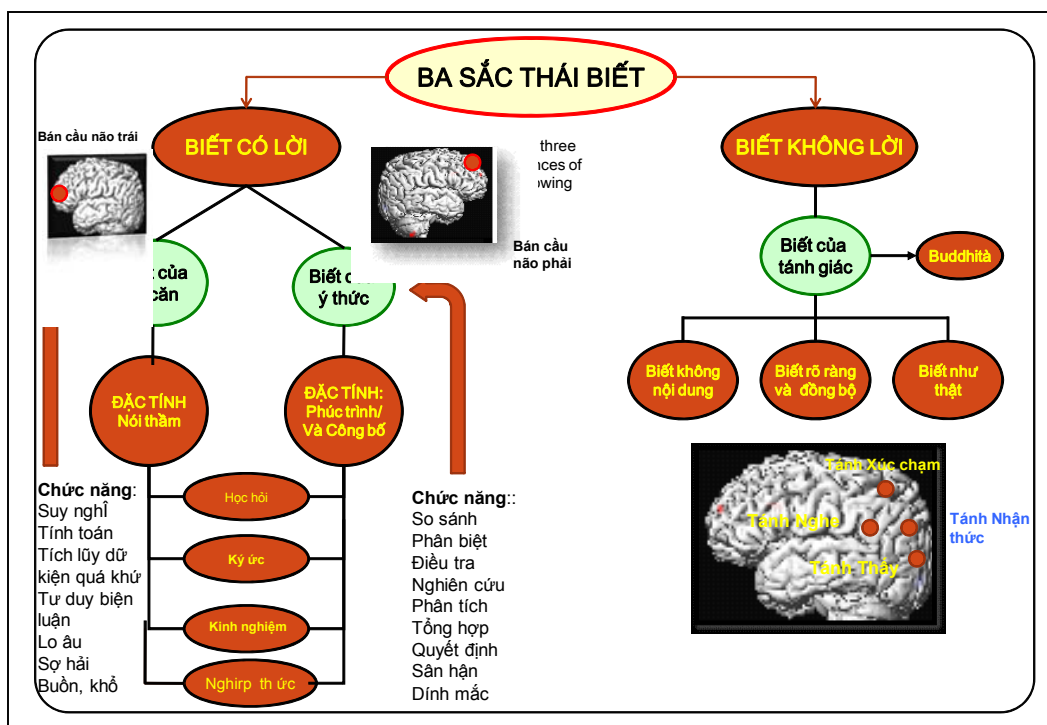 BA SẮC THÁI BIẾT
Bán cầu não trái
BIẾT CÓ LỜI
three
nces of
owing
Bán cầu
não phải
BIẾT KHÔNG LỜI
của
căn
Biết c
ý thức
Biết của
tánh giác
Buddhità
ĐẶC TÍNH
Nói thầm
ĐẶC TÍNH:
Phúc trình/
Và Công bố
Biết không
nội dung
Biết rõ ràng
và đồng bộ
Biết như
thật
Chức năng:
Suy nghĨ
Tính toán
Tích lũy dữ
kiện quá khứ
Tư duy biện
luận
Lo âu
Sợ hải
Buồn, khổ
Học hỏi
Ký ức
Kinh nghiệm
Nghirp th ức
Chức năng::
So sánh
Phân biệt
Điều tra
Nghiên cứu
Phân tích
Tổng hợp
Quyết định
Sân hận
Dính mắc
Tánh Xúc chạm
Tánh Nghe
Tánh Thấy
Tánh Nhận
thức